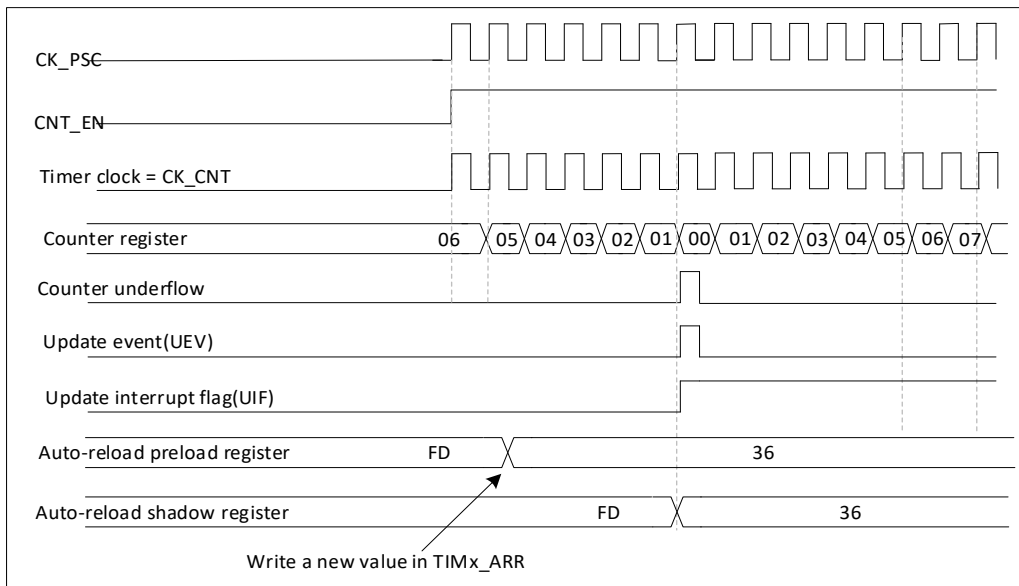 CK_PSC
CNT_EN
Timer clock = CK_CNT
Counter register 06 05 04 03 02 01 00 01 02 03 04 05 06 07
Counter underflow
Update event(UEV)
Update interrupt flag(UIF)
Auto-reload preload register FD 36
Auto-reload shadow register FD 36
Write a new value in TIMx_ARR